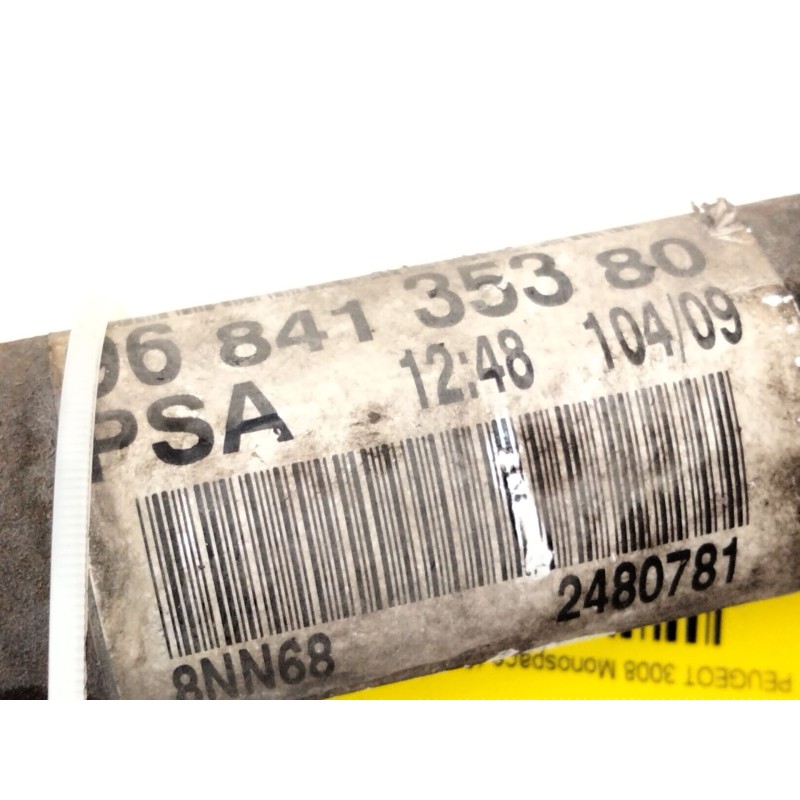 96 841 353 80
PSA 12:48 104/09
8NN68 2480781
PEUGEOT 3008 Monospace